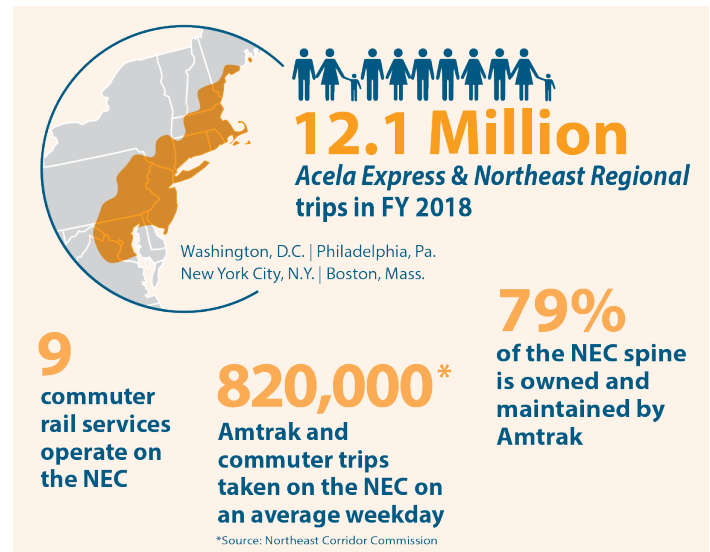 12.1 Million
Acela Express & Northeast Regional
trips in FY 2018
Washington, D.C. | Philadelphia, Pa.
New York City, N.Y. | Boston, Mass.
79%
of the NEC spine
is owned and
maintained by
Amtrak
9
commuter
rail services
operate on
the NEC
820,000*
Amtrak and
commuter trips
taken on the NEC on
an average weekday
*Source: Northeast Corridor Commission